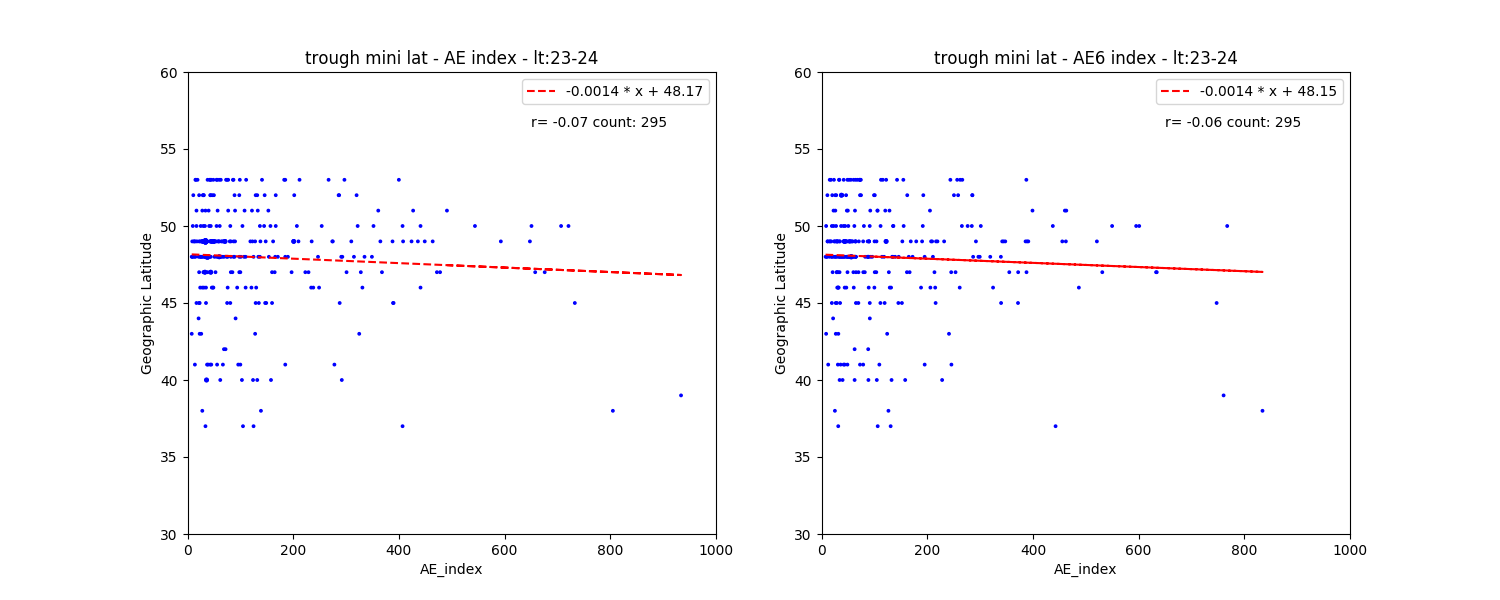 trough mini lat - AE index - lt:23-24
-0.0014 * x + 48.17
r= -0.07 count: 295
60
55
50
45
40
35
30
Geographic Latitude
0 200 400 600 800 1000
AE_index
trough mini lat - AE6 index - lt:23-24
-0.0014 * x + 48.15
r= -0.06 count: 295
60
55
50
45
40
35
30
Geographic Latitude
0 200 400 600 800 1000
AE_index